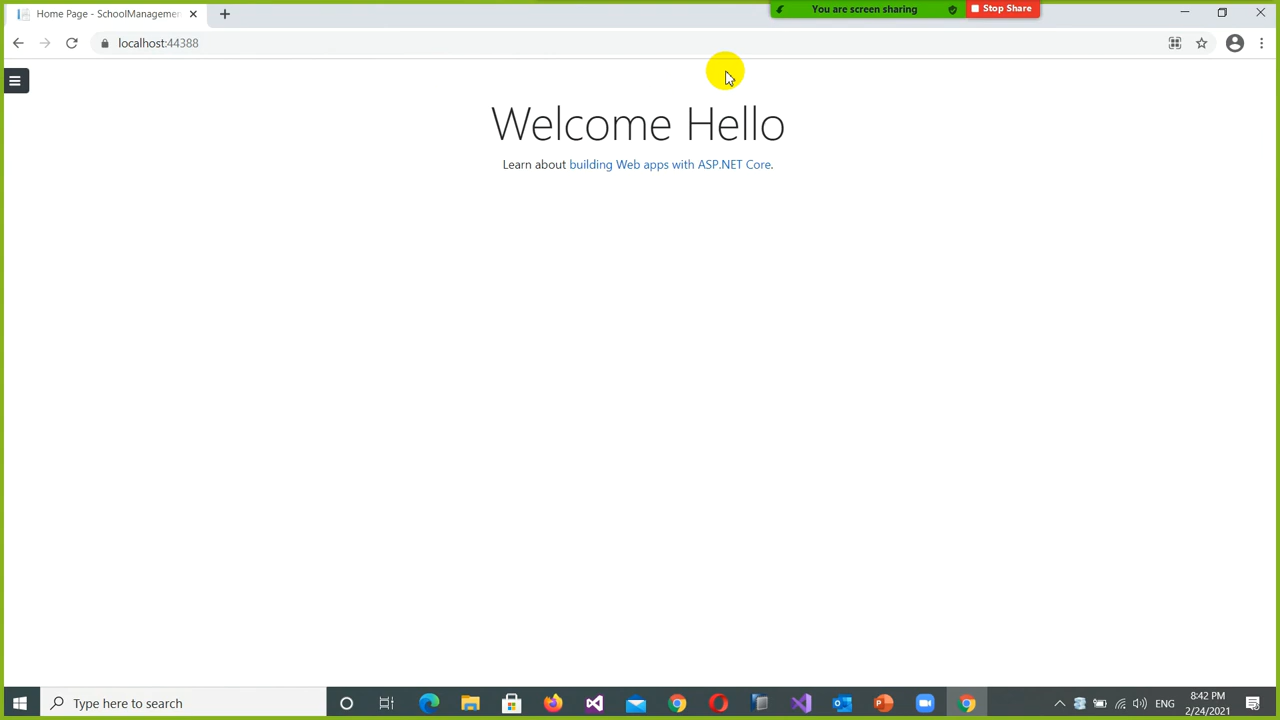 Home Page - SchoolManagemen
You are screen sharing
Stop Share
localhost:44388
Welcome Hello
Learn about building Web apps with ASP.NET Core.
Type here to search
ENG
8:42 PM
2/24/2021